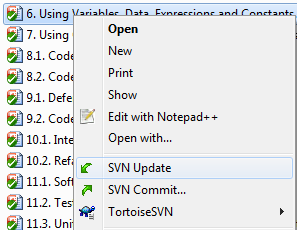 6. Using Variables, Data, Expressions and Constants
7. Using
8.1. Code
8.2. Code
9.1. Defe
9.2. Code
10.1. Inte
10.2. Refa
11.1. Soft
11.2. Test
11.3. Unit
Open
New
Print
Show
Edit with Notepad++
Open with...
SVN Update
SVN Commit...
TortoiseSVN